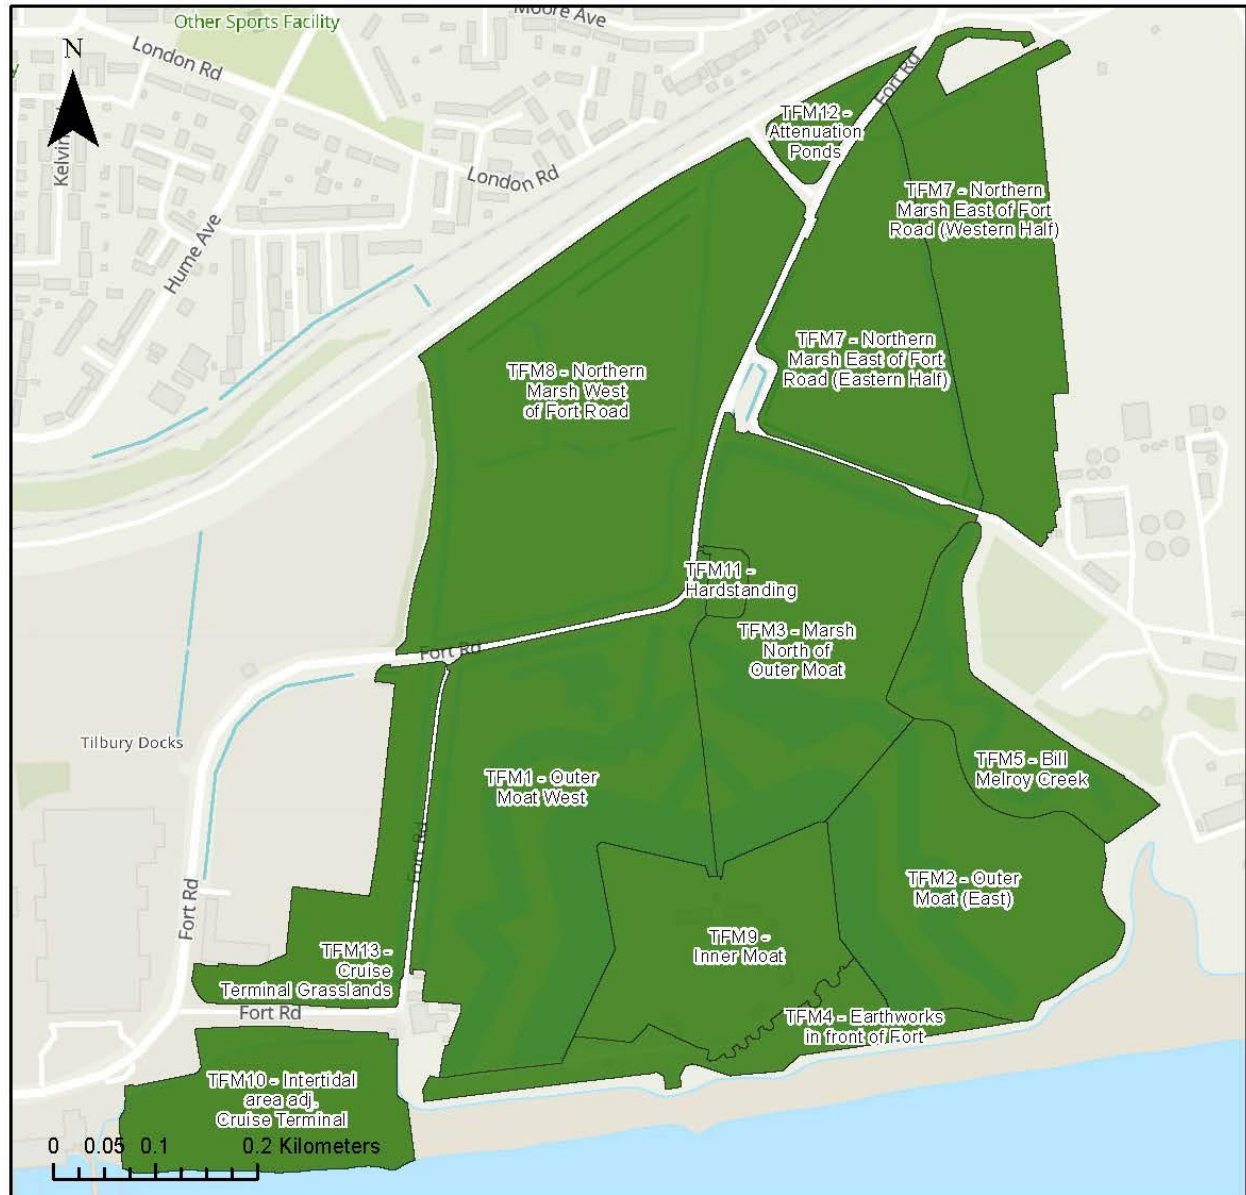 Other Sports Facility
Moore Ave
N
London Rd
Fort Rd
TFM12 -
Attenuation
Ponds
London Rd
TFM7 - Northern
Marsh East of Fort
Road (Western Half)
Hume Ave
TFM7 - Northern
Marsh East of Fort
Road (Eastern Half)
TFM8 - Northern
Marsh West
of Fort Road
TFM11 -
Hardstanding
TFM3 - Marsh
North of
Outer Moat
Fort Rd
Tilbury Docks
TFM5 - Bill
Melroy Creek
TFM1 - Outer
Moat West
Fort Rd
TFM2 - Outer
Moat (East)
Fort Rd
TFM9 -
Inner Moat
TFM13 -
Cruise
Terminal Grasslands
Fort Rd
TFM4 - Earthworks
in front of Fort
TFM10 - Intertidal
area adj.
Cruise Terminal
0 0.05 0.1 0.2 Kilometers